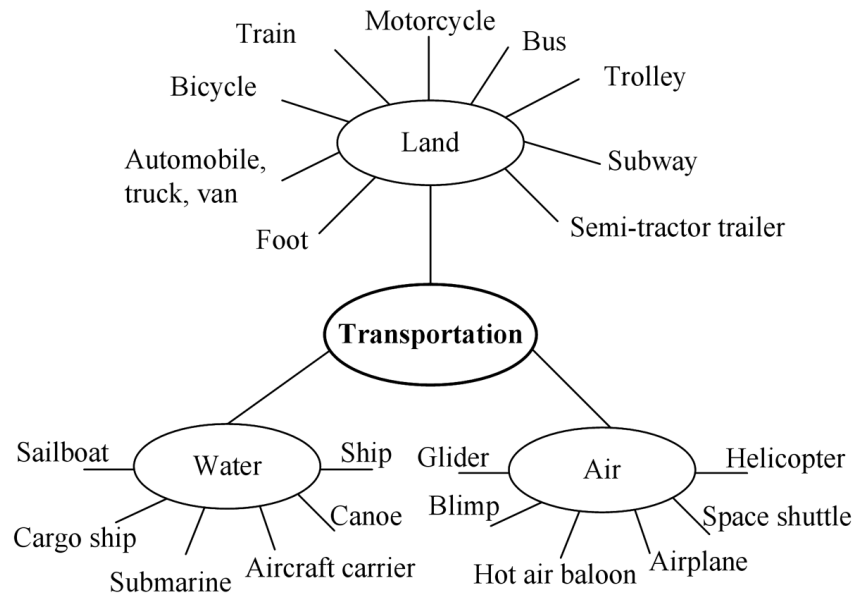 Motorcycle
Train
Bus
Trolley
Bicycle
Land
Automobile,
truck, van
Subway
Foot
Semi-tractor trailer
Transportation
Sailboat
Water
Ship
Glider
Air
Helicopter
Cargo ship
Canoe
Blimp
Space shuttle
Submarine
Aircraft carrier
Hot air baloon
Airplane